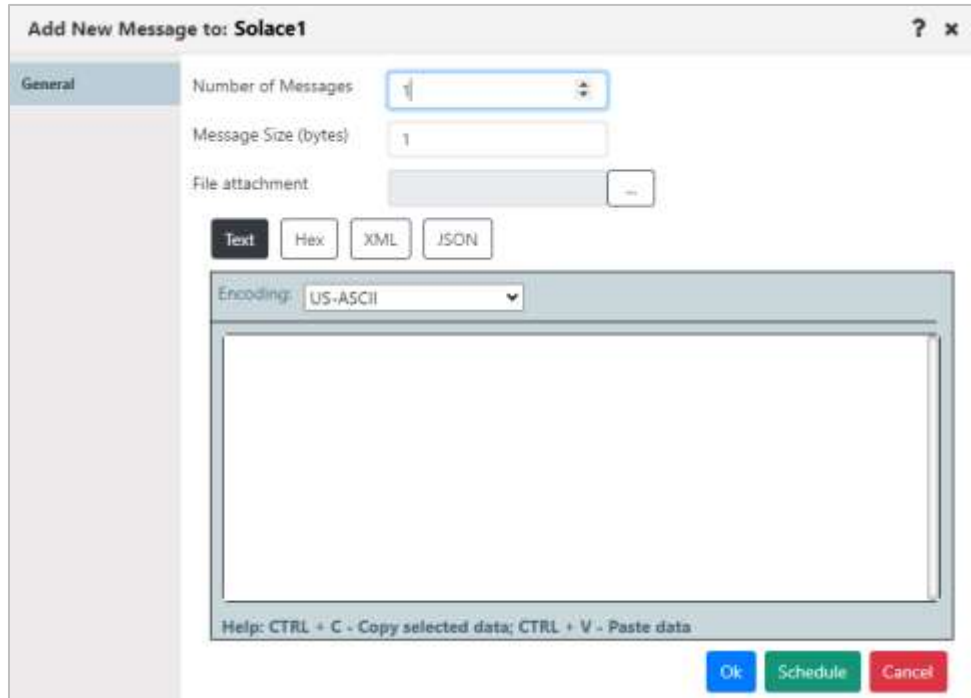 Add New Message to: Solace1 ? ×
General
Number of Messages 1
Message Size (bytes) 1
File attachment ...
Text Hex XML JSON
Encoding: US-ASCII
Help: CTRL + C - Copy selected data; CTRL + V - Paste data
Ok Schedule Cancel